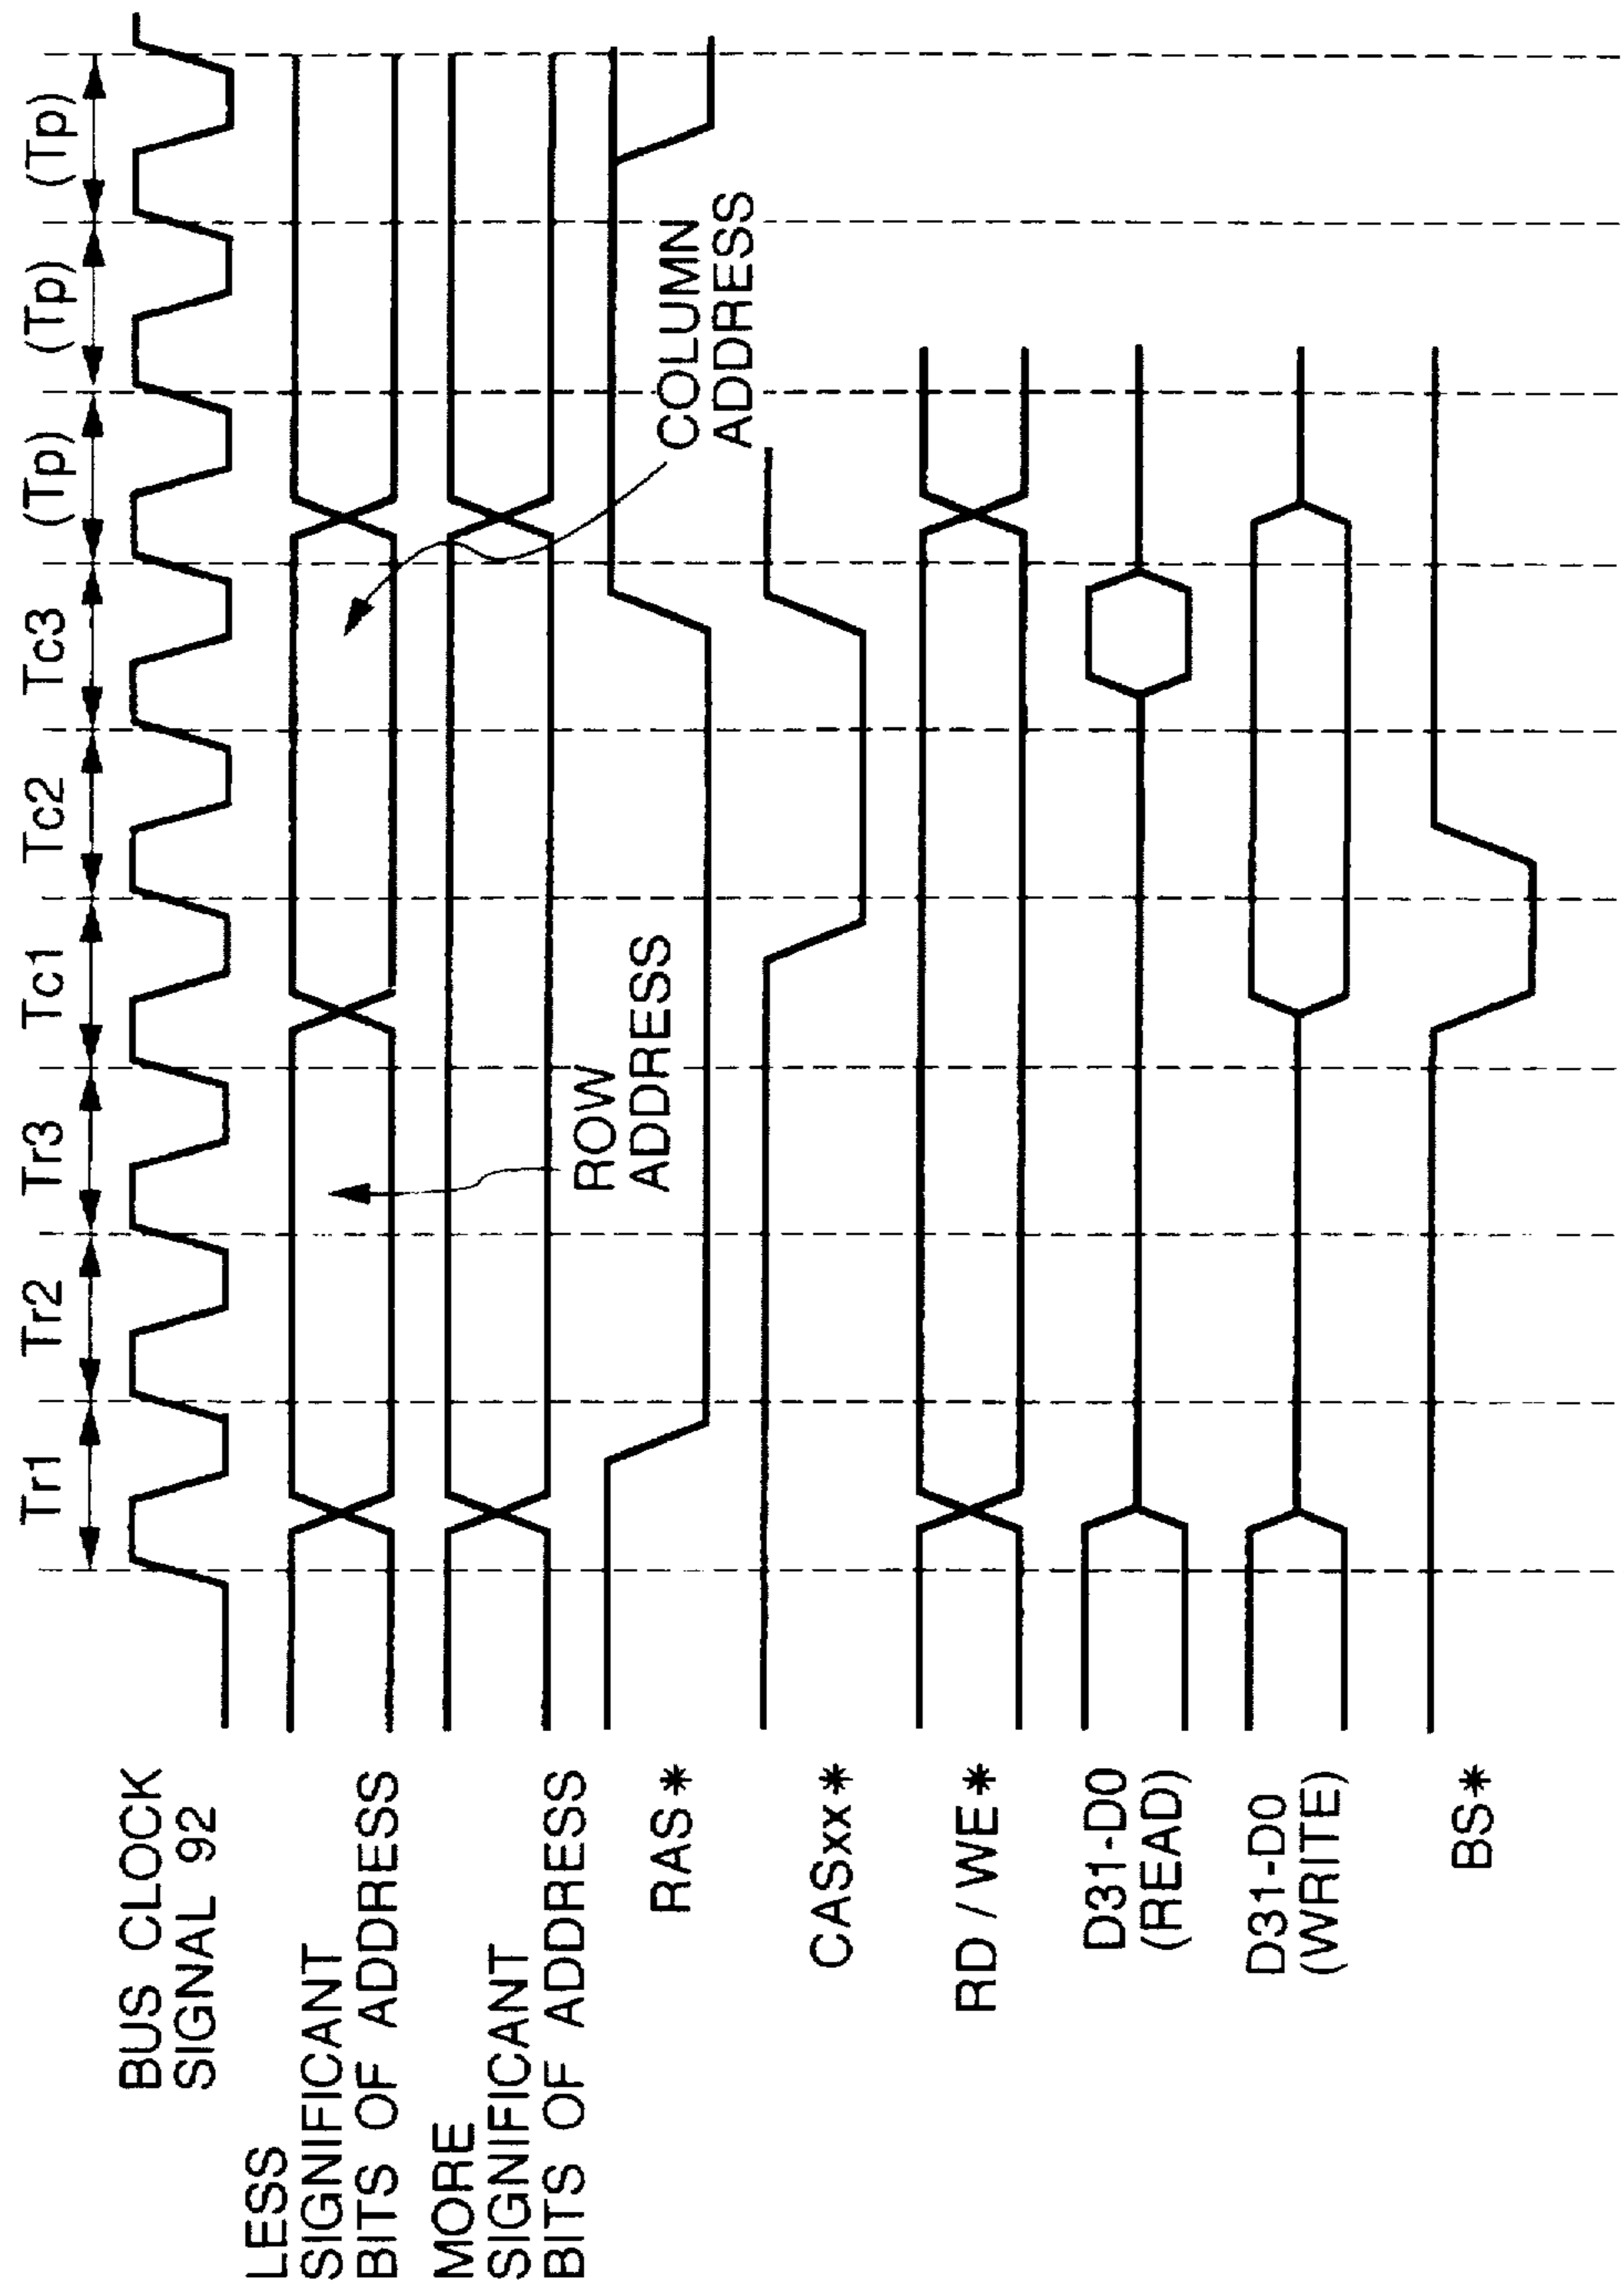 Tr1 Tr2 Tr3 Tc1 Tc2 Tc3 (Tp) (Tp) (Tp)
BUS CLOCK
SIGNAL 92
LESS
SIGNIFICANT
BITS OF ADDRESS
MORE
SIGNIFICANT
BITS OF ADDRESS
ROW
ADDRESS
COLUMN
ADDRESS
RAS*
CASxx*
RD / WE*
D31-D0
(READ)
D31-D0
(WRITE)
BS*